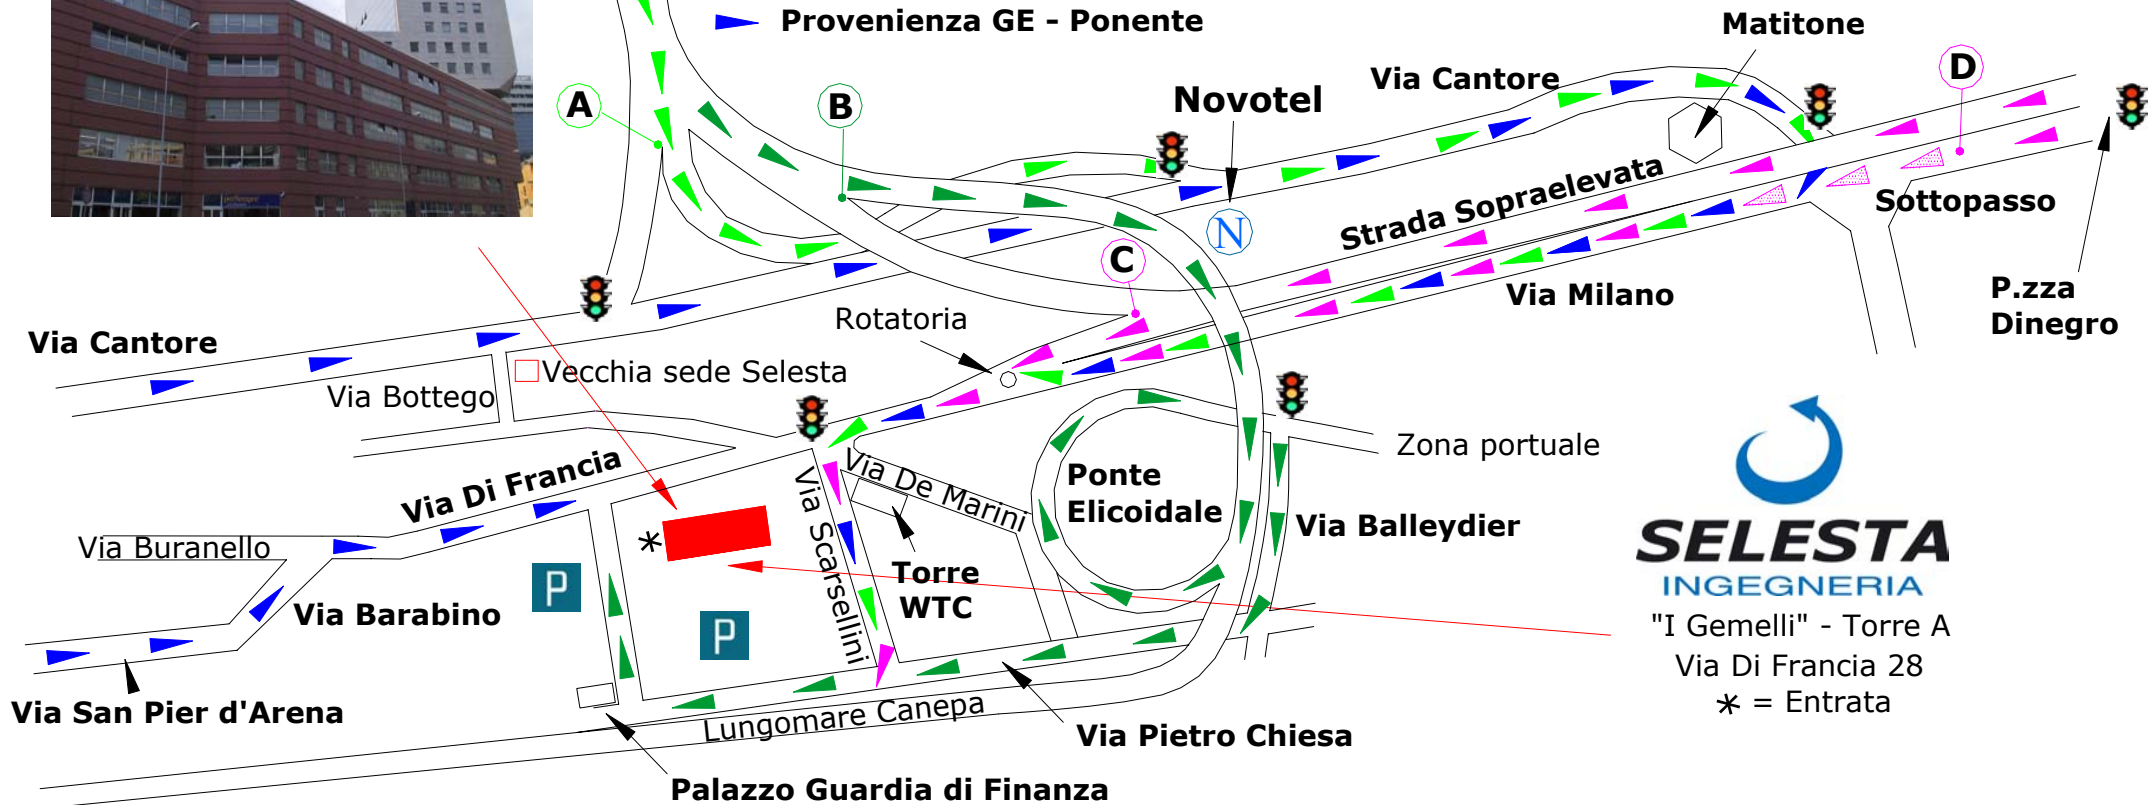 Provenienza GE - Ponente
Matitone
Via Cantore
D
A
B
Novotel
Strada Sopraelevata
Sottopasso
N
C
Via Milano
P.zza
Dinegro
Rotatoria
Via Cantore
Vecchia sede Selesta
Via Bottego
Zona portuale
Via Di Francia
Via De Marini
Ponte
Elicoidale
Via Scarsellini
Via Balleydier
SELESTA
INGEGNERIA
Via Buranello
Torre
WTC
P
Via Barabino
P
"I Gemelli" - Torre A
Via Di Francia 28
* = Entrata
*
Via San Pier d'Arena
Lungomare Canepa
Via Pietro Chiesa
Palazzo Guardia di Finanza